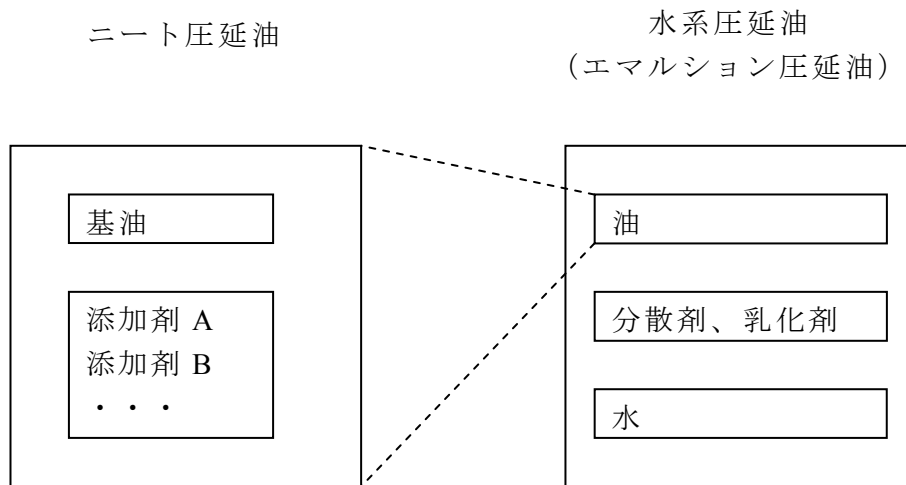 ニート圧延油
水系圧延油
（エマルション圧延油）
基油
添加剤 A
添加剤 B
・・・
油
分散剤、乳化剤
水